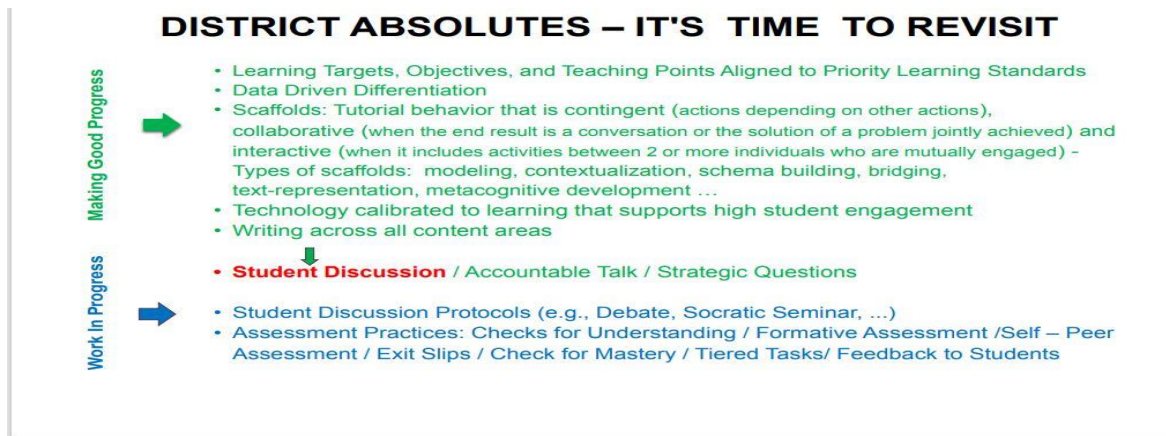 DISTRICT ABSOLUTES – IT'S TIME TO REVISIT
Making Good Progress
• Learning Targets, Objectives, and Teaching Points Aligned to Priority Learning Standards
• Data Driven Differentiation
• Scaffolds: Tutorial behavior that is contingent (actions depending on other actions),
collaborative (when the end result is a conversation or the solution of a problem jointly achieved) and
interactive (when it includes activities between 2 or more individuals who are mutually engaged) -
Types of scaffolds: modeling, contextualization, schema building, bridging,
text-representation, metacognitive development …
• Technology calibrated to learning that supports high student engagement
• Writing across all content areas
• Student Discussion / Accountable Talk / Strategic Questions
Work In Progress
• Student Discussion Protocols (e.g., Debate, Socratic Seminar, ...)
• Assessment Practices: Checks for Understanding / Formative Assessment /Self – Peer
Assessment / Exit Slips / Check for Mastery / Tiered Tasks/ Feedback to Students